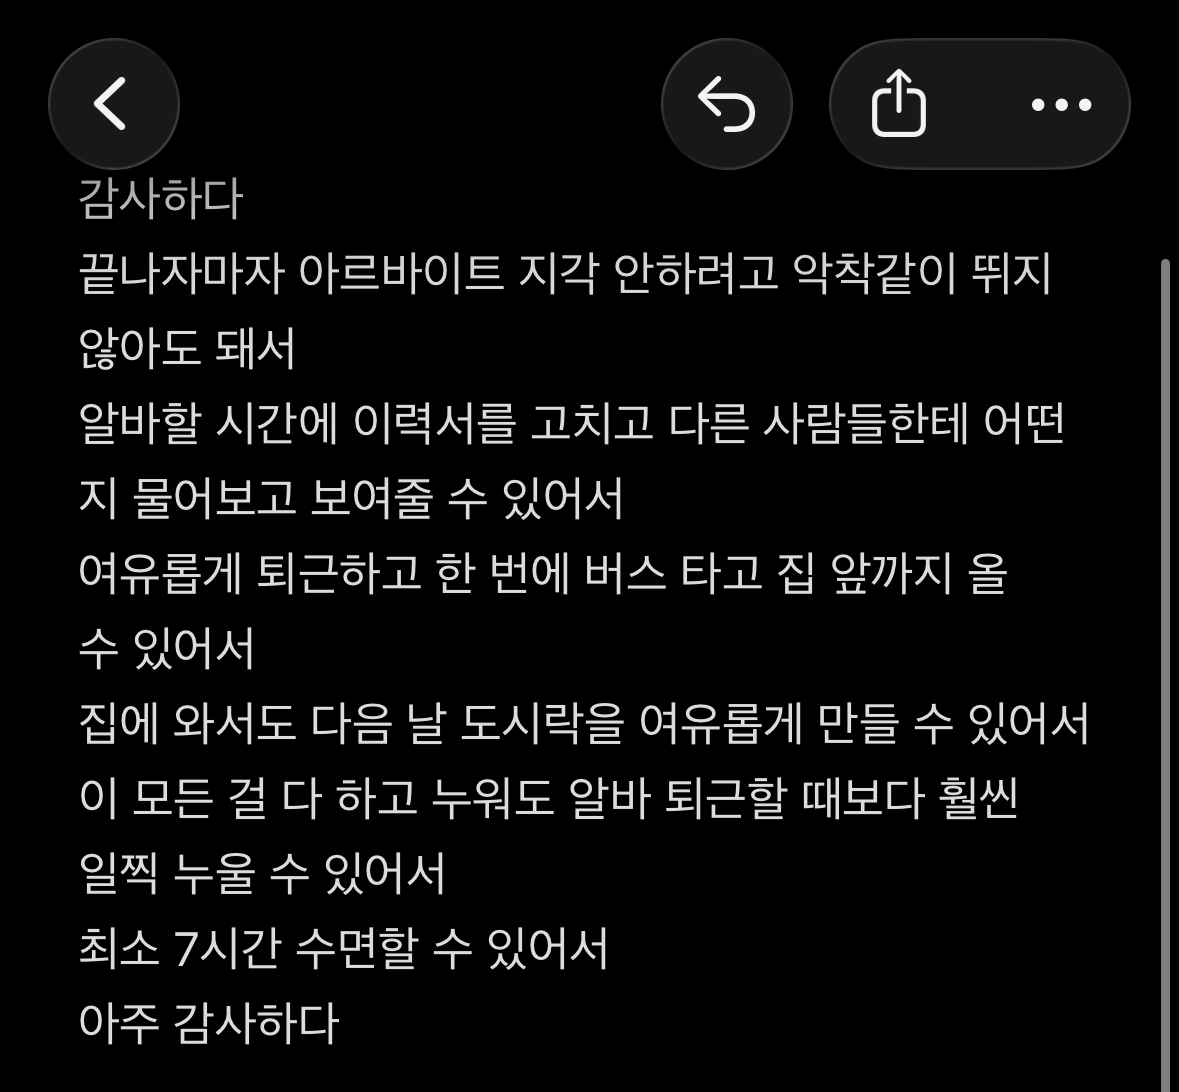 감사하다
끝나자마자 아르바이트 지각 안하려고 악착같이 뛰지
않아도 돼서
알바할 시간에 이력서를 고치고 다른 사람들한테 어떤
지 물어보고 보여줄 수 있어서
여유롭게 퇴근하고 한 번에 버스 타고 집 앞까지 올
수 있어서
집에 와서도 다음 날 도시락을 여유롭게 만들 수 있어서
이 모든 걸 다 하고 누워도 알바 퇴근할 때보다 훨씬
일찍 누울 수 있어서
최소 7시간 수면할 수 있어서
아주 감사하다